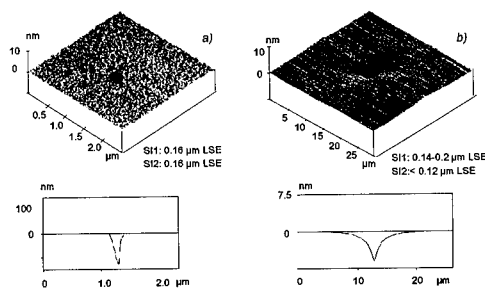 nm
10
0
a)
0.5
1.0
1.5
2.0
µm
SI1: 0.16 µm LSE
SI2: 0.16 µm LSE
nm
100
0
0 1.0 2.0 µm
nm
10
0
b)
5
10
15
20
25
µm
SI1: 0.14-0.2 µm LSE
SI2:< 0.12 µm LSE
nm
7.5
0
0 10 20 µm